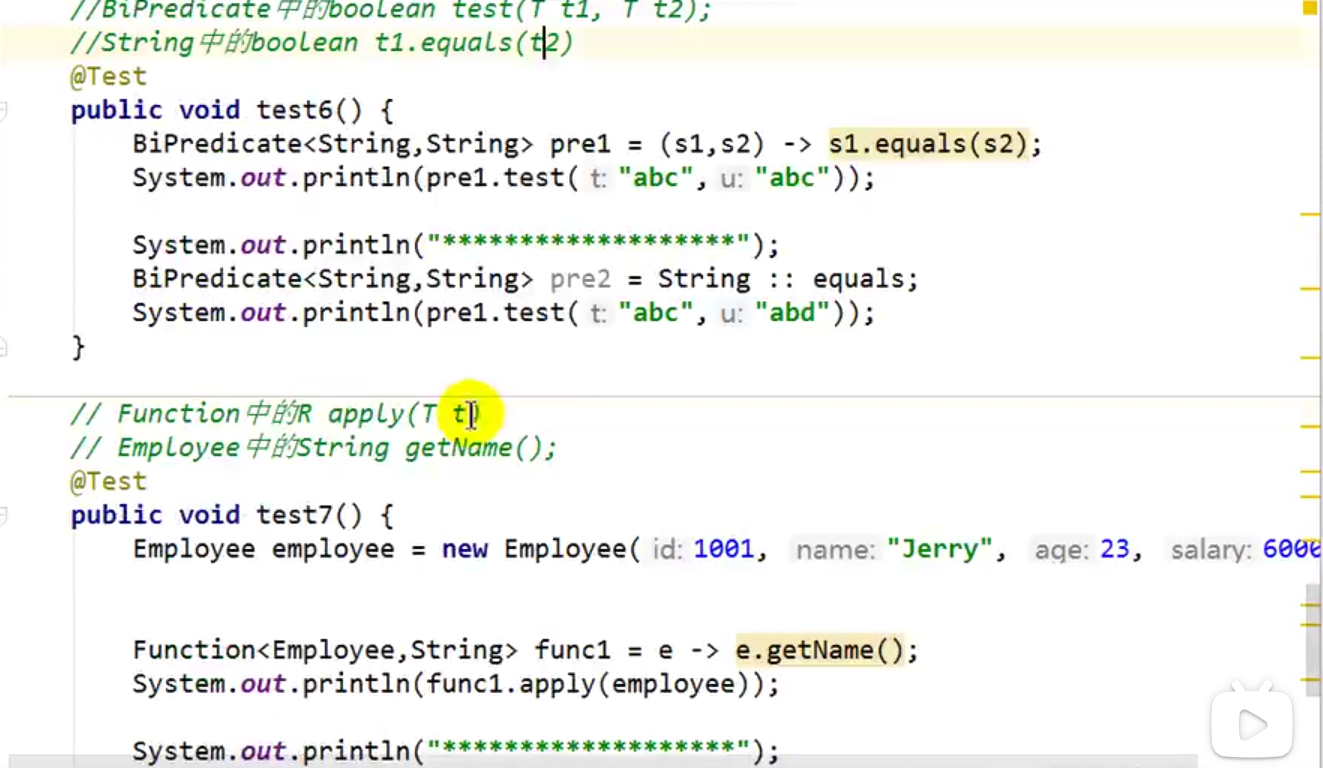 //BiPredicate中的boolean test(T t1, T t2);
//String中的boolean t1.equals(t2)
@Test
public void test6() {
BiPredicate<String,String> pre1 = (s1,s2) -> s1.equals(s2);
System.out.println(pre1.test( t: "abc", u: "abc"));
System.out.println("*******************");
BiPredicate<String,String> pre2 = String :: equals;
System.out.println(pre1.test( t: "abc", u: "abd"));
}
// Function中的R apply(T t)
// Employee中的String getName();
@Test
public void test7() {
Employee employee = new Employee( id: 1001, name: "Jerry", age: 23, salary: 6000
Function<Employee,String> func1 = e -> e.getName();
System.out.println(func1.apply(employee));
System.out.println("*******************");